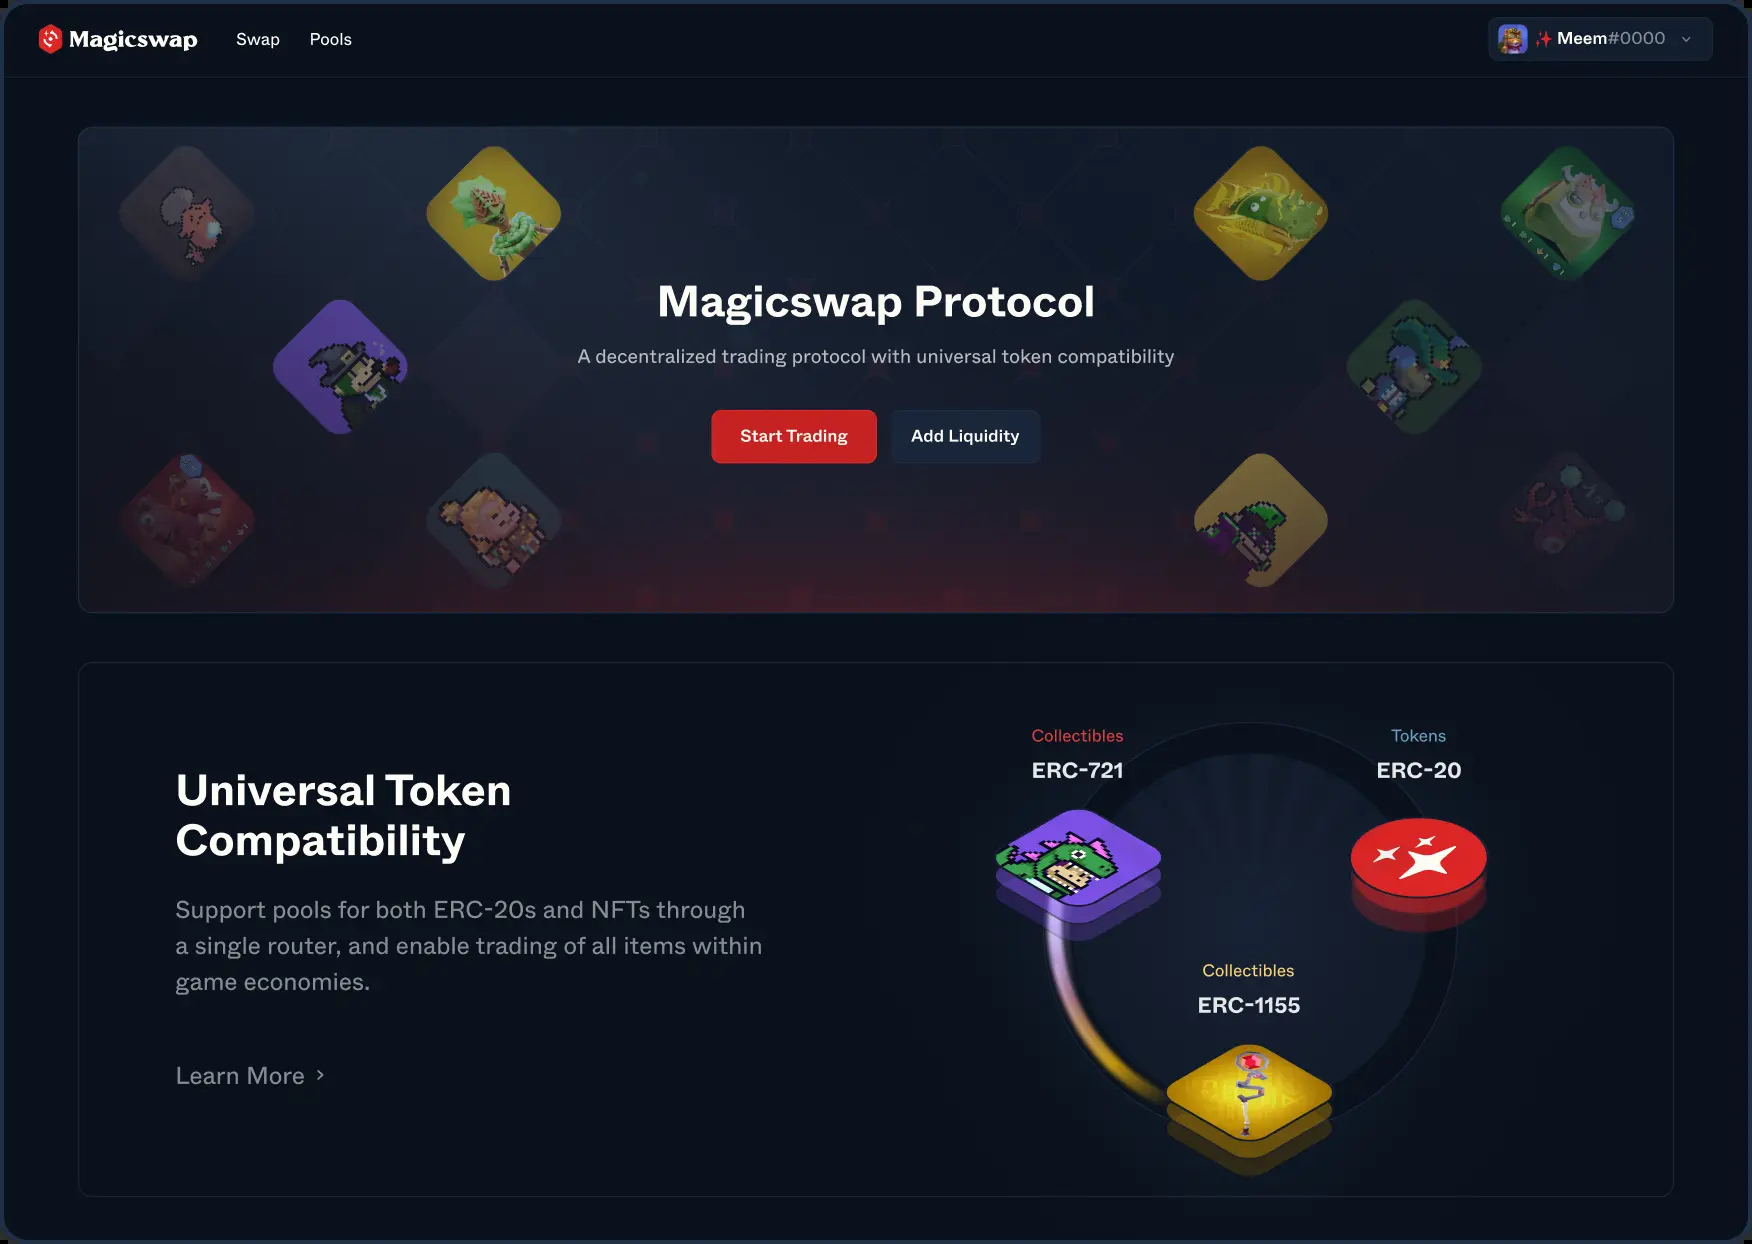 Magicswap
Swap
Pools
Meem#0000
Magicswap Protocol
A decentralized trading protocol with universal token compatibility
Start Trading
Add Liquidity
Universal Token
Compatibility
Support pools for both ERC-20s and NFTs through
a single router, and enable trading of all items within
game economies.
Learn More
Collectibles
ERC-721
Tokens
ERC-20
Collectibles
ERC-1155